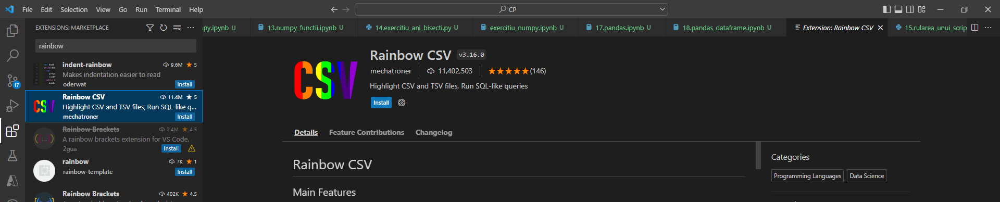 File Edit Selection View Go Run Terminal Help
CP
EXTENSIONS: MARKETPLACE
py.ipynb U 13.numpy_functii.ipynb U 14.exercitiu_ani_bisecti.py U exercitiu_numpy.ipynb U 17.pandas.ipynb U 18.pandas_dataframe.ipynb U Extension: Rainbow CSV 15.rularea_unui_scrip
rainbow
indent-rainbow 9.6M 5
Makes indentation easier to read
oderwat Install
Rainbow CSV 11.4M 5
Highlight CSV and TSV files, Run SQL-like q...
mechatroner Install
Rainbow Brackets 2.4M 4.5
A rainbow brackets extension for VS Code.
2gua Install
rainbow 7K 1
rainbow-template Install
Rainbow Brackets 402K 4.5
17
CSV
Rainbow CSV v3.16.0
mechatroner 11,402,503 (146)
Highlight CSV and TSV files, Run SQL-like queries
Install
Details Feature Contributions Changelog
Rainbow CSV
Main Features
Categories
Programming Languages Data Science